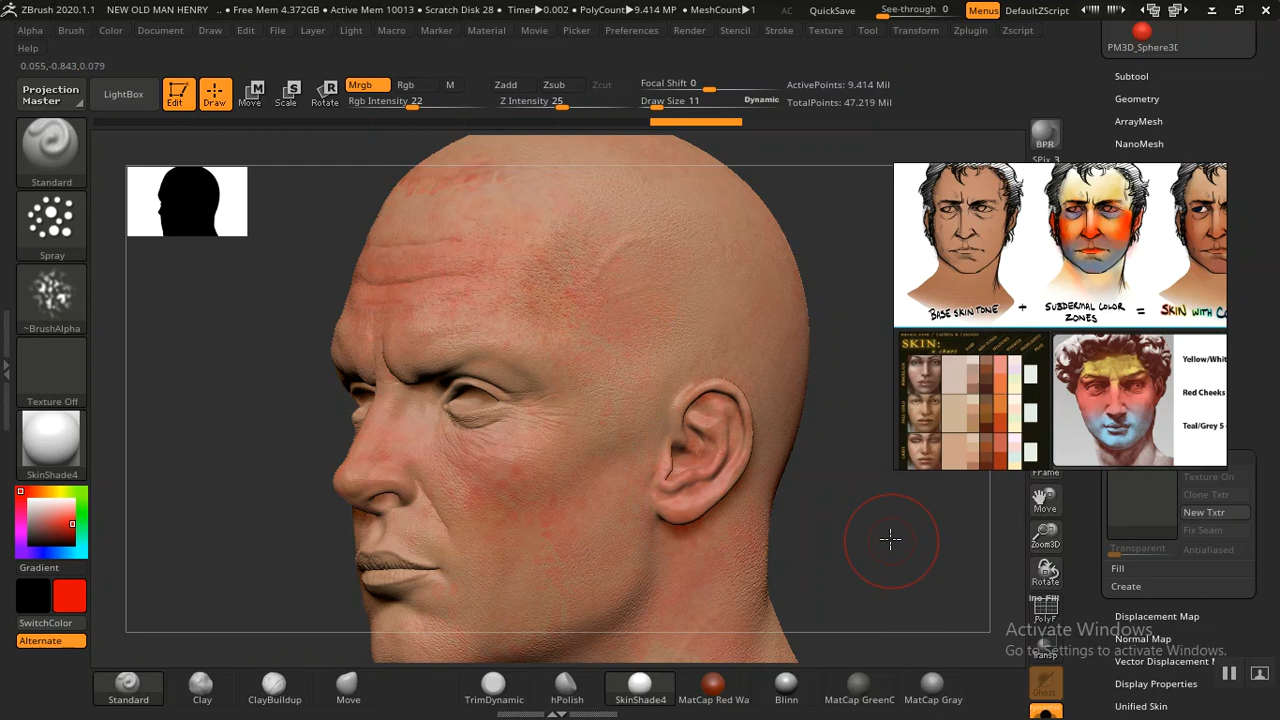 ZBrush 2020.1.1 NEW OLD MAN HENRY .. • Free Mem 4.372GB • Active Mem 10013 • Scratch Disk 28 • Timer▶0.002 • PolyCount▶9.414 MP • MeshCount▶1 AC QuickSave See-through 0 Menus DefaultZScript
Alpha Brush Color Document Draw Edit File Layer Light Macro Marker Material Movie Picker Preferences Render Stencil Stroke Texture Tool Transform Zplugin Zscript
Help
PM3D_Sphere3D
0.055,-0.843,0.079
Subtool
Projection Master
LightBox
Edit
Draw
Move
Scale
Rotate
Mrgb Rgb M
Rgb Intensity 22
Zadd Zsub Zcut
Z Intensity 25
Focal Shift 0
Draw Size 11
Dynamic
ActivePoints: 9.414 Mil
TotalPoints: 47.219 Mil
Geometry
ArrayMesh
NanoMesh
BPR
SPix 3
Standard
Spray
~BrushAlpha
Texture Off
SkinShade4
Gradient
SwitchColor
Alternate
BASE SKIN TONE + SUBDERMAL COLOR ZONES = SKIN WITH CO
SKIN:
Yellow/Whit
Red Cheeks
Teal/Grey 5
Frame
Move
Zoom3D
Rotate
PolyF
Transp
Ghost
Dynamic
Texture On
Clone Txtr
New Txtr
Fix Seam
Transparent Antialiased
Fill
Create
Displacement Map
Normal Map
Vector Displacement M
Display Properties
Unified Skin
Activate Windows
Go to Settings to activate Windows.
Standard Clay ClayBuildup Move TrimDynamic hPolish SkinShade4 MatCap Red Wa Blinn MatCap GreenC MatCap Gray